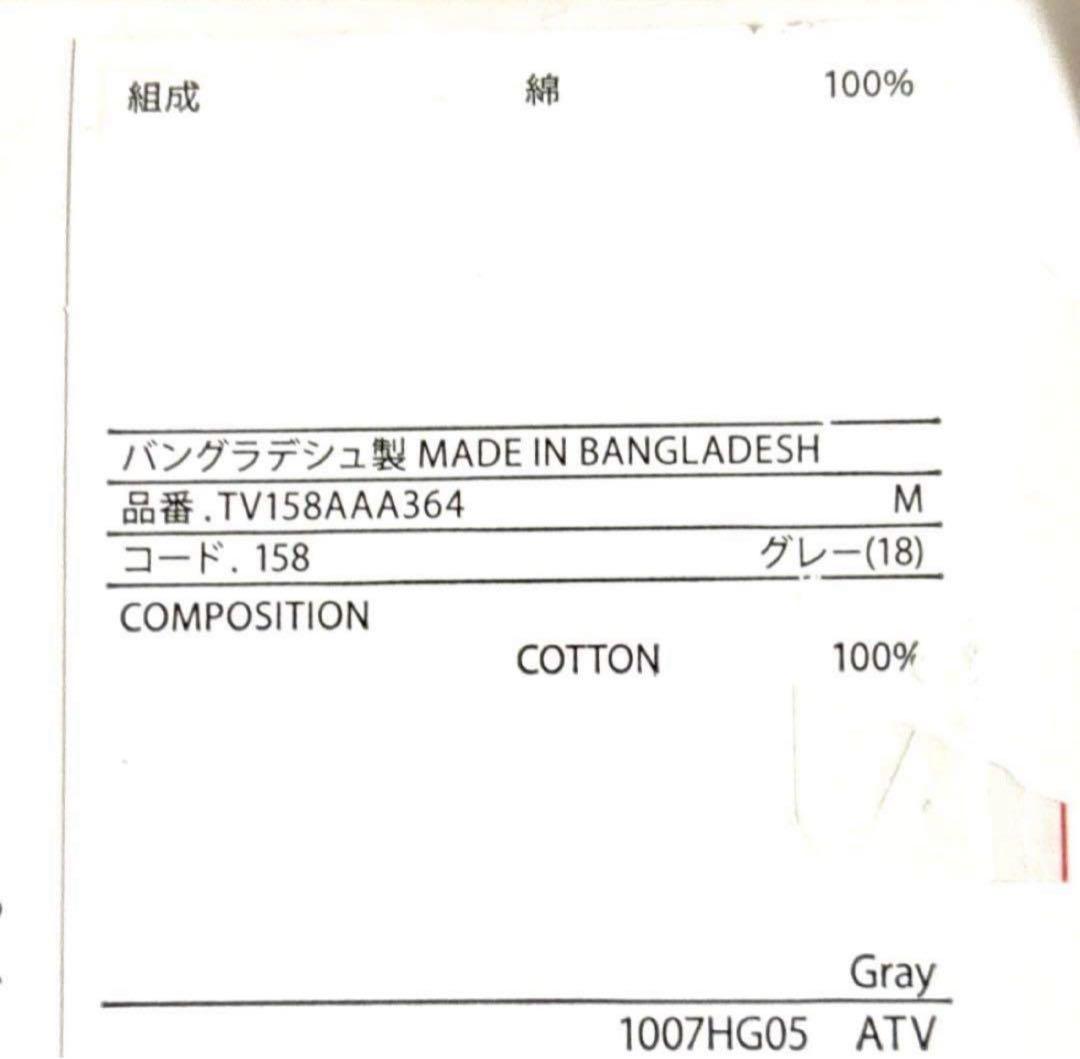 組成 綿 100%
バングラデシュ製 MADE IN BANGLADESH
品番.TV158AAA364 M
コード. 158 グレー(18)
COMPOSITION
COTTON 100%
Gray
1007HG05 ATV